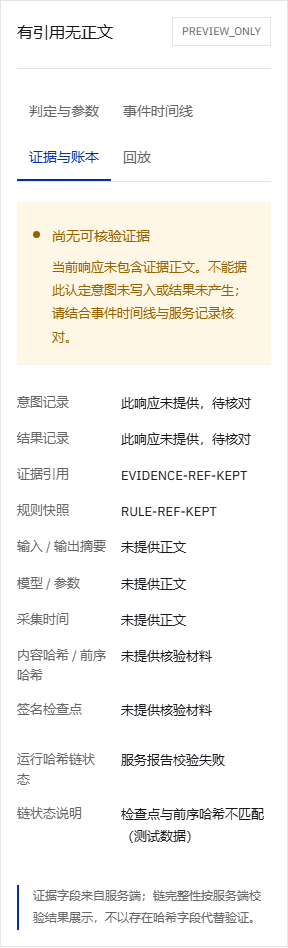 有引用无正文
PREVIEW_ONLY
判定与参数 事件时间线
证据与账本 回放
尚无可核验证据
当前响应未包含证据正文。不能据
此认定意图未写入或结果未产生；
请结合事件时间线与服务记录核
对。
意图记录 此响应未提供，待核对
结果记录 此响应未提供，待核对
证据引用 EVIDENCE-REF-KEPT
规则快照 RULE-REF-KEPT
输入 / 输出摘要 未提供正文
模型 / 参数 未提供正文
采集时间 未提供正文
内容哈希 / 前序 未提供核验材料
哈希
签名检查点 未提供核验材料
运行哈希链状 服务报告校验失败
态
链状态说明 检查点与前序哈希不匹配
（测试数据）
证据字段来自服务端；链完整性按服务端校
验结果展示，不以存在哈希字段代替验证。